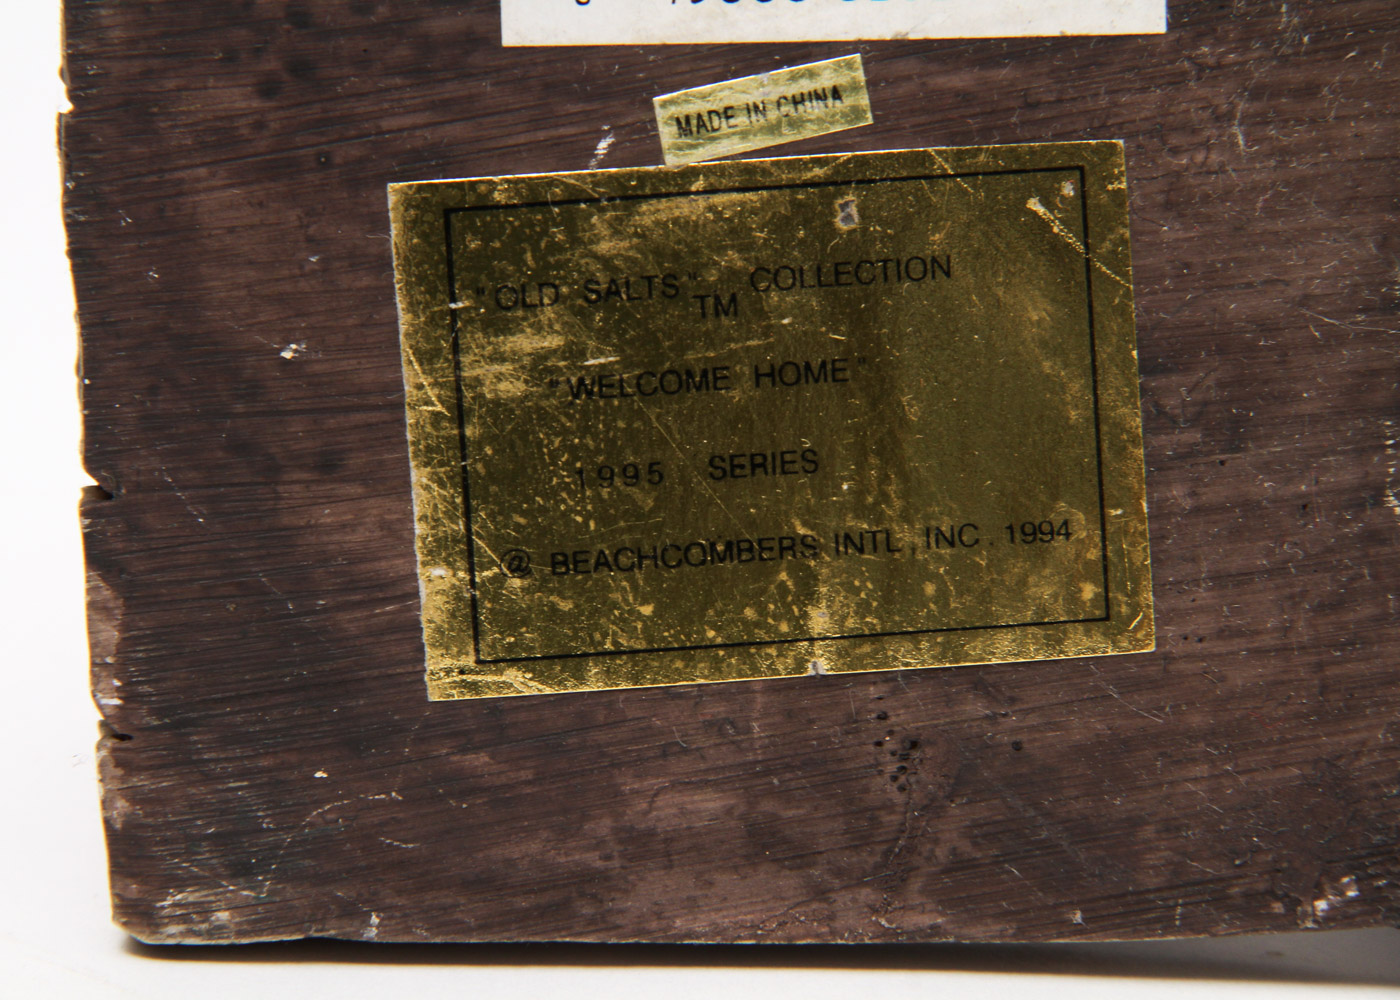 MADE IN CHINA
"OLD SALTS"TM COLLECTION
"WELCOME HOME"
1995 SERIES
@ BEACHCOMBERS INTL, INC. 1994